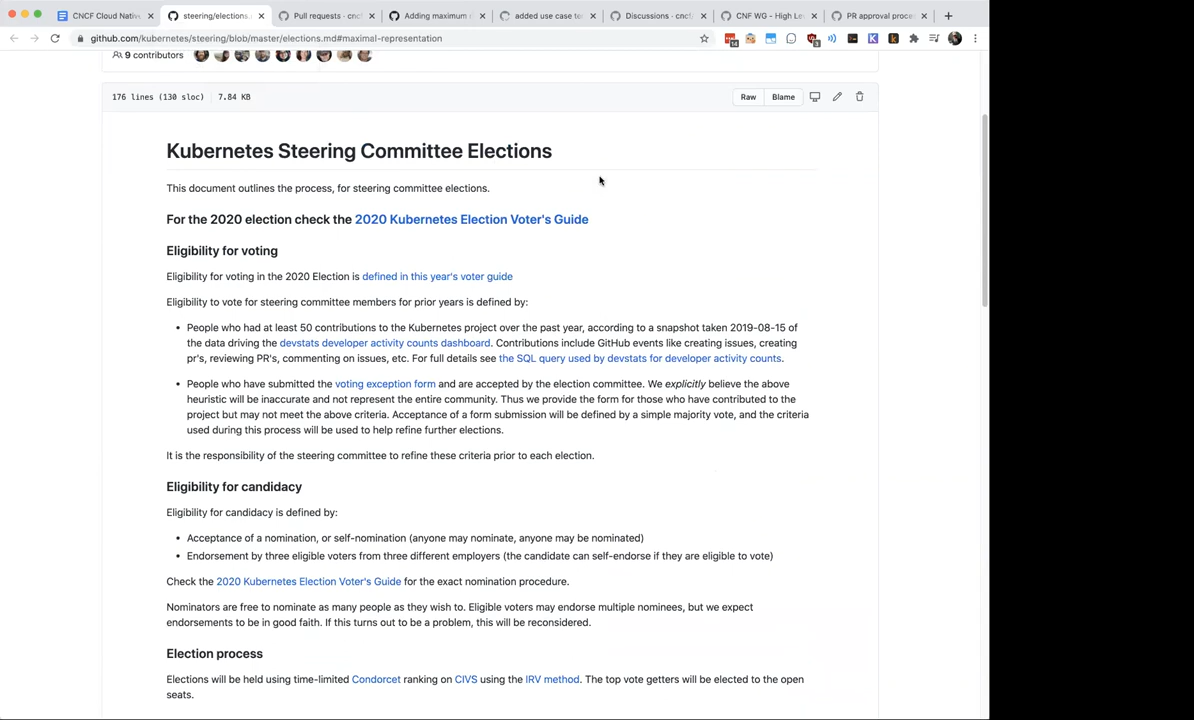 CNCF Cloud Native
steering/elections.
Pull requests · cnc
Adding maximum
added use case te
Discussions · cncf
CNF WG - High Le
PR approval proce
github.com/kubernetes/steering/blob/master/elections.md#maximal-representation
9 contributors
176 lines (130 sloc) 7.84 KB
Raw Blame
Kubernetes Steering Committee Elections
This document outlines the process, for steering committee elections.
For the 2020 election check the 2020 Kubernetes Election Voter's Guide
Eligibility for voting
Eligibility for voting in the 2020 Election is defined in this year's voter guide
Eligibility to vote for steering committee members for prior years is defined by:
• People who had at least 50 contributions to the Kubernetes project over the past year, according to a snapshot taken 2019-08-15 of
the data driving the devstats developer activity counts dashboard. Contributions include GitHub events like creating issues, creating
pr's, reviewing PR's, commenting on issues, etc. For full details see the SQL query used by devstats for developer activity counts.
• People who have submitted the voting exception form and are accepted by the election committee. We explicitly believe the above
heuristic will be inaccurate and not represent the entire community. Thus we provide the form for those who have contributed to the
project but may not meet the above criteria. Acceptance of a form submission will be defined by a simple majority vote, and the criteria
used during this process will be used to help refine further elections.
It is the responsibility of the steering committee to refine these criteria prior to each election.
Eligibility for candidacy
Eligibility for candidacy is defined by:
• Acceptance of a nomination, or self-nomination (anyone may nominate, anyone may be nominated)
• Endorsement by three eligible voters from three different employers (the candidate can self-endorse if they are eligible to vote)
Check the 2020 Kubernetes Election Voter's Guide for the exact nomination procedure.
Nominators are free to nominate as many people as they wish to. Eligible voters may endorse multiple nominees, but we expect
endorsements to be in good faith. If this turns out to be a problem, this will be reconsidered.
Election process
Elections will be held using time-limited Condorcet ranking on CIVS using the IRV method. The top vote getters will be elected to the open
seats.